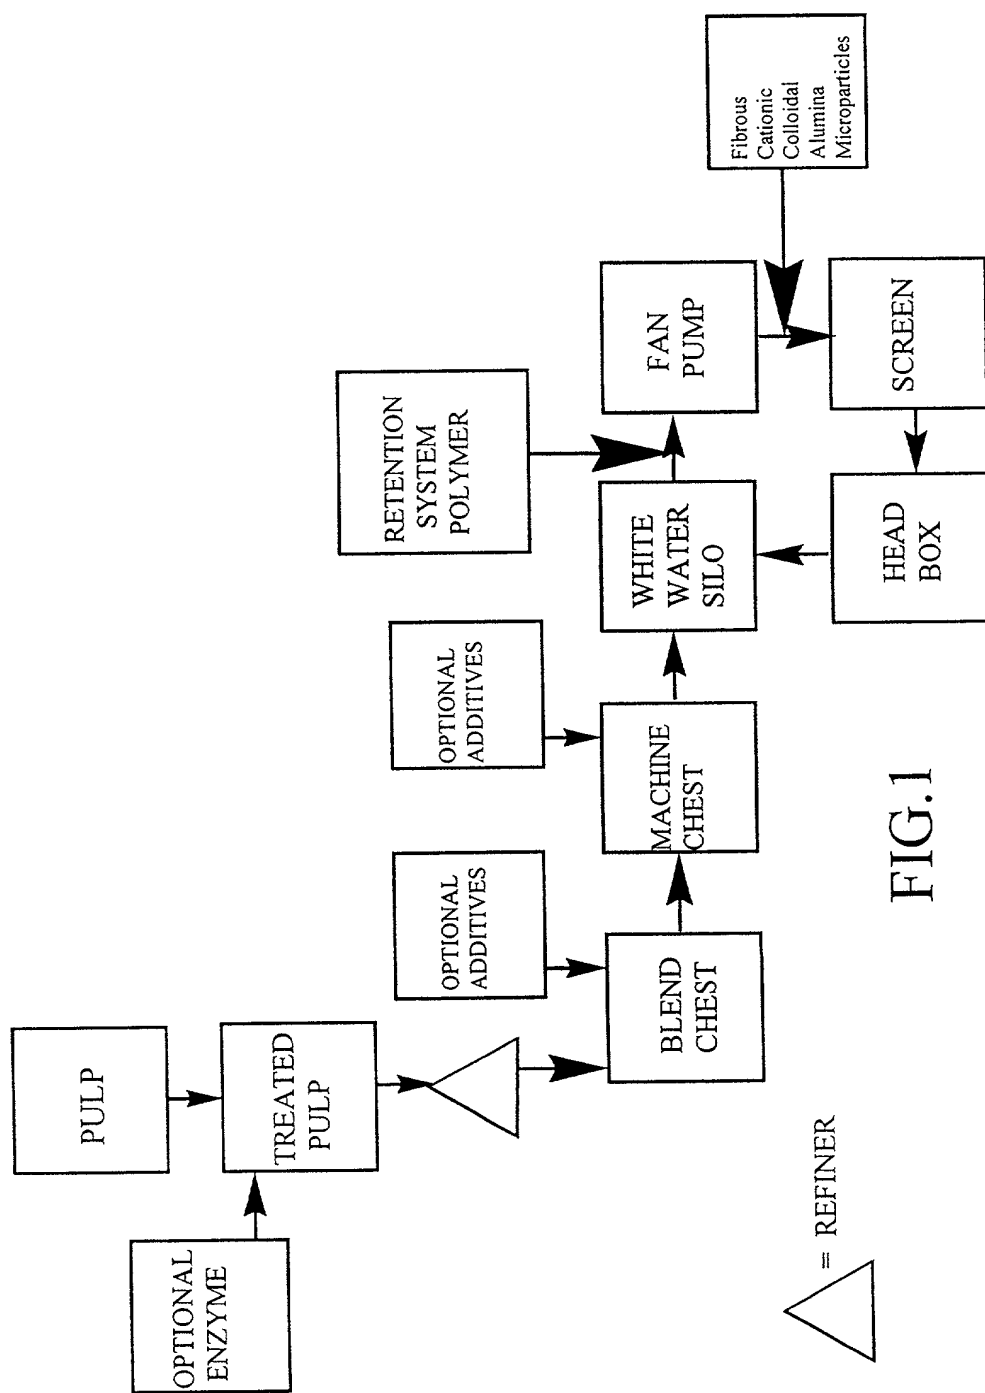 PULP
OPTIONAL
ENZYME
TREATED
PULP
OPTIONAL
ADDITIVES
BLEND
CHEST
OPTIONAL
ADDITIVES
MACHINE
CHEST
RETENTION
SYSTEM
POLYMER
WHITE
WATER
SILO
FAN
PUMP
Fibrous
Cationic
Colloidal
Alumina
Microparticles
SCREEN
HEAD
BOX
= REFINER
FIG.1